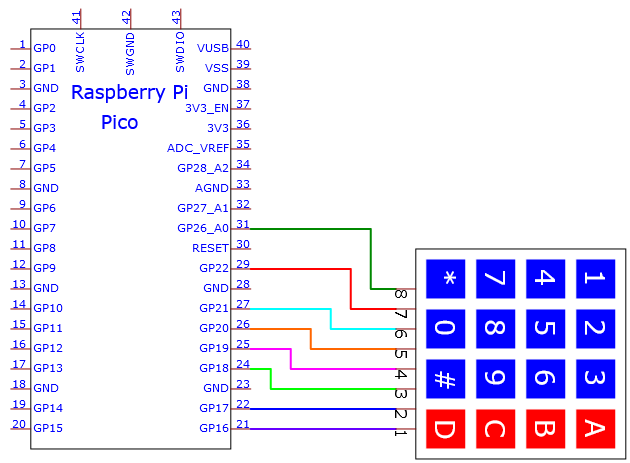 41 42 43
SWCLK SWGND SWDIO
Raspberry Pi
Pico
1 GP0 VUSB 40
2 GP1 VSS 39
3 GND GND 38
4 GP2 3V3_EN 37
5 GP3 3V3 36
6 GP4 ADC_VREF 35
7 GP5 GP28_A2 34
8 GND AGND 33
9 GP6 GP27_A1 32
10 GP7 GP26_A0 31
11 GP8 RESET 30
12 GP9 GP22 29
13 GND GND 28
14 GP10 GP21 27
15 GP11 GP20 26
16 GP12 GP19 25
17 GP13 GP18 24
18 GND GND 23
19 GP14 GP17 22
20 GP15 GP16 21
8
7
6
5
4
3
2
1
* 7 4 1
0 8 5 2
# 9 6 3
D C B A